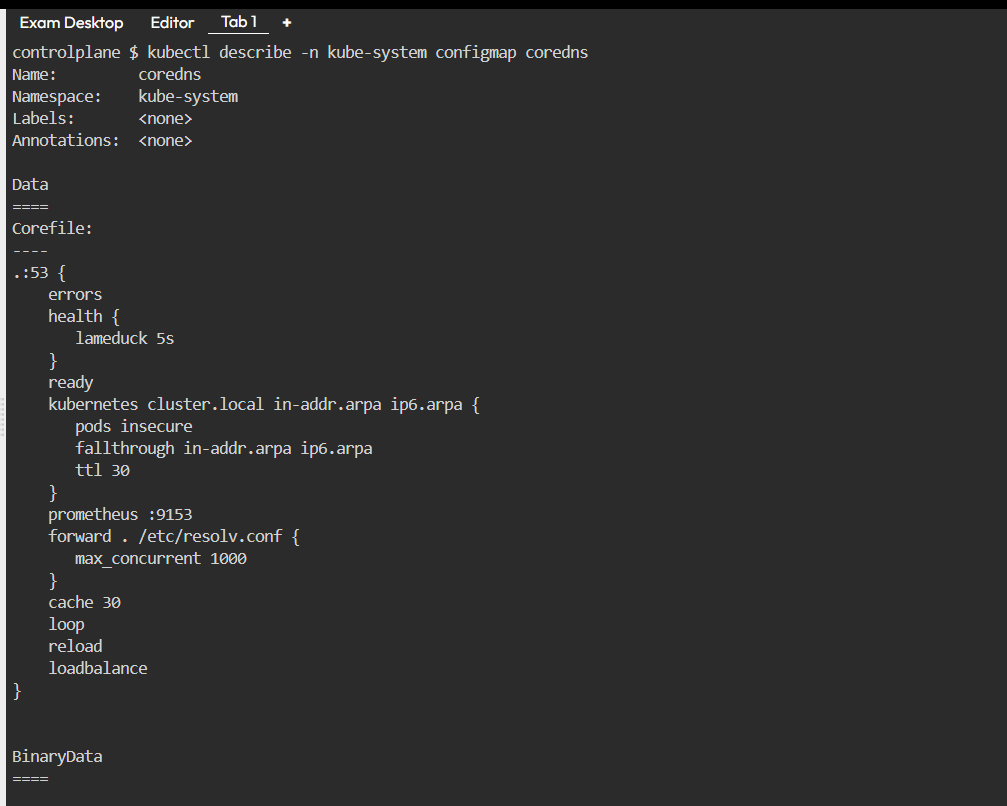 Exam Desktop Editor Tab 1 +
controlplane $ kubectl describe -n kube-system configmap coredns
Name:         coredns
Namespace:    kube-system
Labels:       <none>
Annotations:  <none>

Data
====
Corefile:
----
.:53 {
    errors
    health {
       lameduck 5s
    }
    ready
    kubernetes cluster.local in-addr.arpa ip6.arpa {
       pods insecure
       fallthrough in-addr.arpa ip6.arpa
       ttl 30
    }
    prometheus :9153
    forward . /etc/resolv.conf {
       max_concurrent 1000
    }
    cache 30
    loop
    reload
    loadbalance
}

BinaryData
====